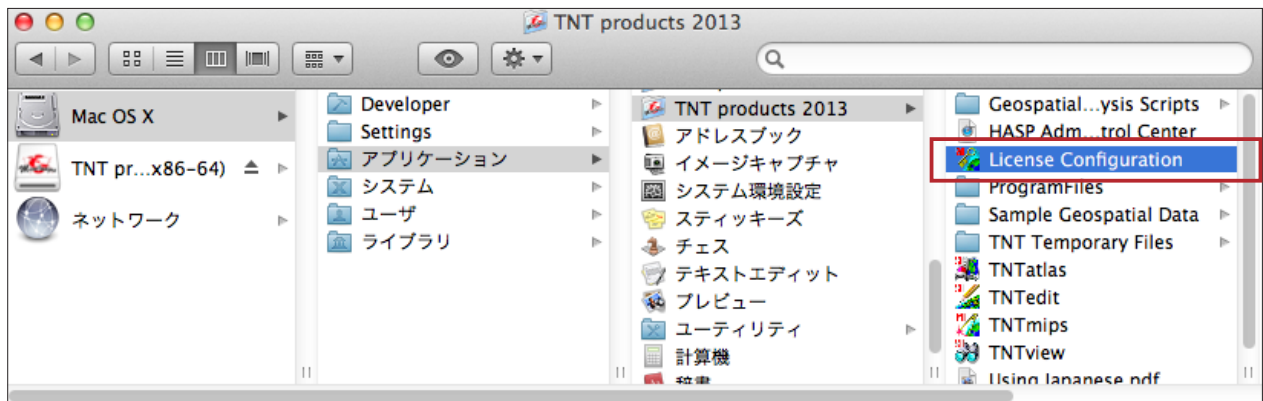 TNT products 2013
Mac OS X
TNT pr...x86-64)
ネットワーク
Developer
Settings
アプリケーション
システム
ユーザ
ライブラリ
TNT products 2013
アドレスブック
イメージキャプチャ
システム環境設定
スティッキーズ
チェス
テキストエディット
プレビュー
ユーティリティ
計算機
辞書
Geospatial...ysis Scripts
HASP Adm...trol Center
License Configuration
ProgramFiles
Sample Geospatial Data
TNT Temporary Files
TNTatlas
TNTedit
TNTmips
TNTview
Using Japanese.pdf